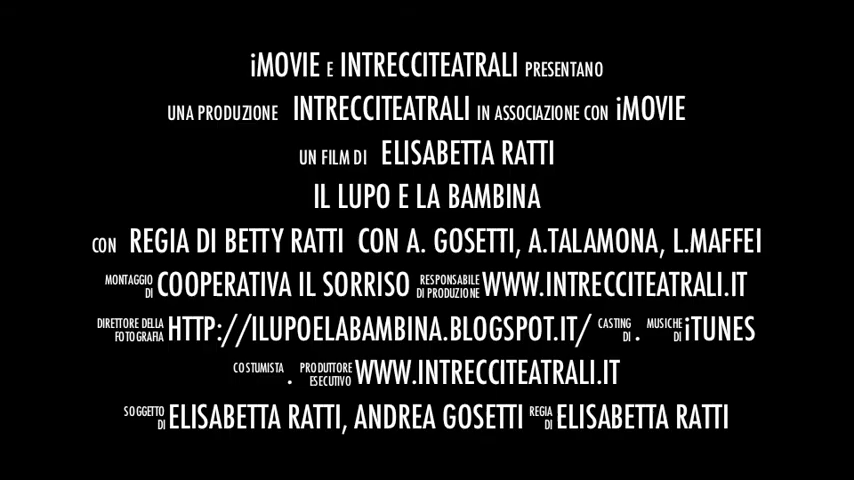 iMOVIE E INTRECCITEATRALI PRESENTANO
UNA PRODUZIONE INTRECCITEATRALI IN ASSOCIAZIONE CON iMOVIE
UN FILM DI ELISABETTA RATTI
IL LUPO E LA BAMBINA
CON REGIA DI BETTY RATTI CON A. GOSETTI, A.TALAMONA, L.MAFFEI
MONTAGGIO DI COOPERATIVA IL SORRISO RESPONSABILE DI PRODUZIONE WWW.INTRECCITEATRALI.IT
DIRETTORE DELLA FOTOGRAFIA HTTP://ILUPOELABAMBINA.BLOGSPOT.IT/ CASTING DI . MUSICHE DI iTUNES
COSTUMISTA . PRODUTTORE ESECUTIVO WWW.INTRECCITEATRALI.IT
SOGGETTO DI ELISABETTA RATTI, ANDREA GOSETTI REGIA DI ELISABETTA RATTI